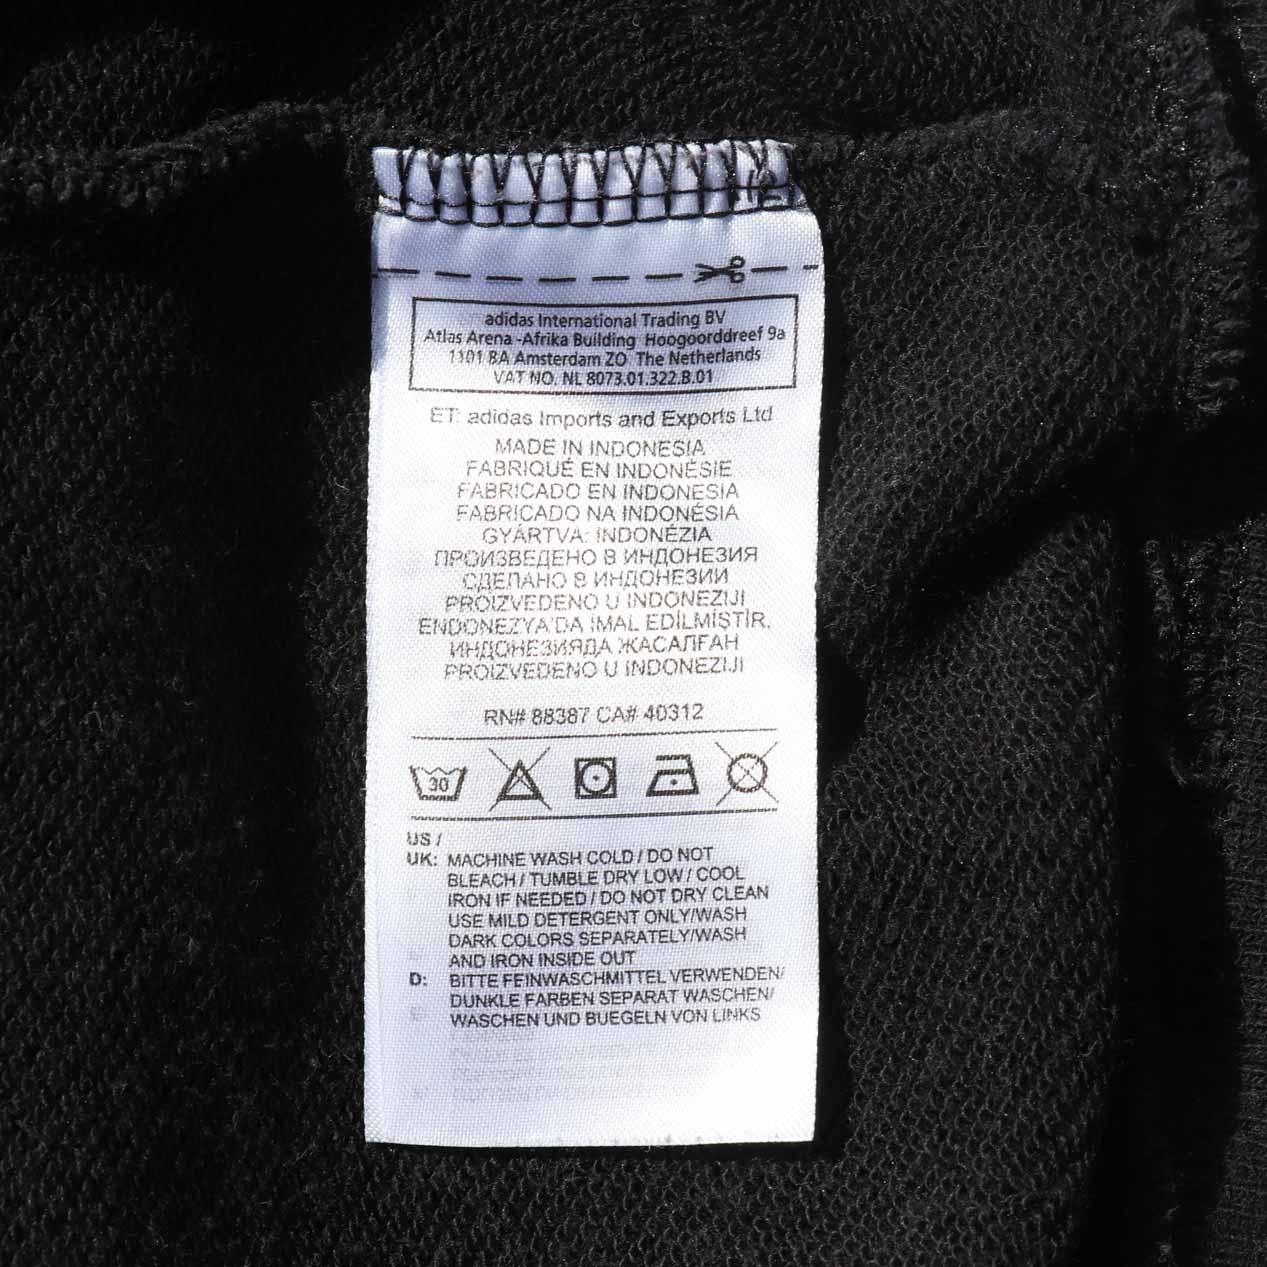 adidas International Trading BV
Atlas Arena -Afrika Building Hoogoorddreef 9a
1101 BA Amsterdam ZO The Netherlands
VAT NO. NL 8073.01.322.B.01
ET: adidas Imports and Exports Ltd
MADE IN INDONESIA
FABRIQUÉ EN INDONÉSIE
FABRICADO EN INDONESIA
FABRICADO NA INDONÉSIA
GYÁRTVA: INDONÉZIA
ПРОИЗВЕДЕНО В ИНДОНЕЗИЯ
СДЕЛАНО В ИНДОНЕЗИИ
PROIZVEDENO U INDONEZIJI
ENDONEZYA'DA İMAL EDİLMİŞTİR.
ИНДОНЕЗИЯДА ЖАСАЛҒАН
PROIZVEDENO U INDONEZIJI
RN# 88387 CA# 40312
30
US /
UK: MACHINE WASH COLD / DO NOT
BLEACH / TUMBLE DRY LOW / COOL
IRON IF NEEDED / DO NOT DRY CLEAN
USE MILD DETERGENT ONLY/WASH
DARK COLORS SEPARATELY/WASH
AND IRON INSIDE OUT
D: BITTE FEINWASCHMITTEL VERWENDEN/
DUNKLE FARBEN SEPARAT WASCHEN/
WASCHEN UND BUEGELN VON LINKS